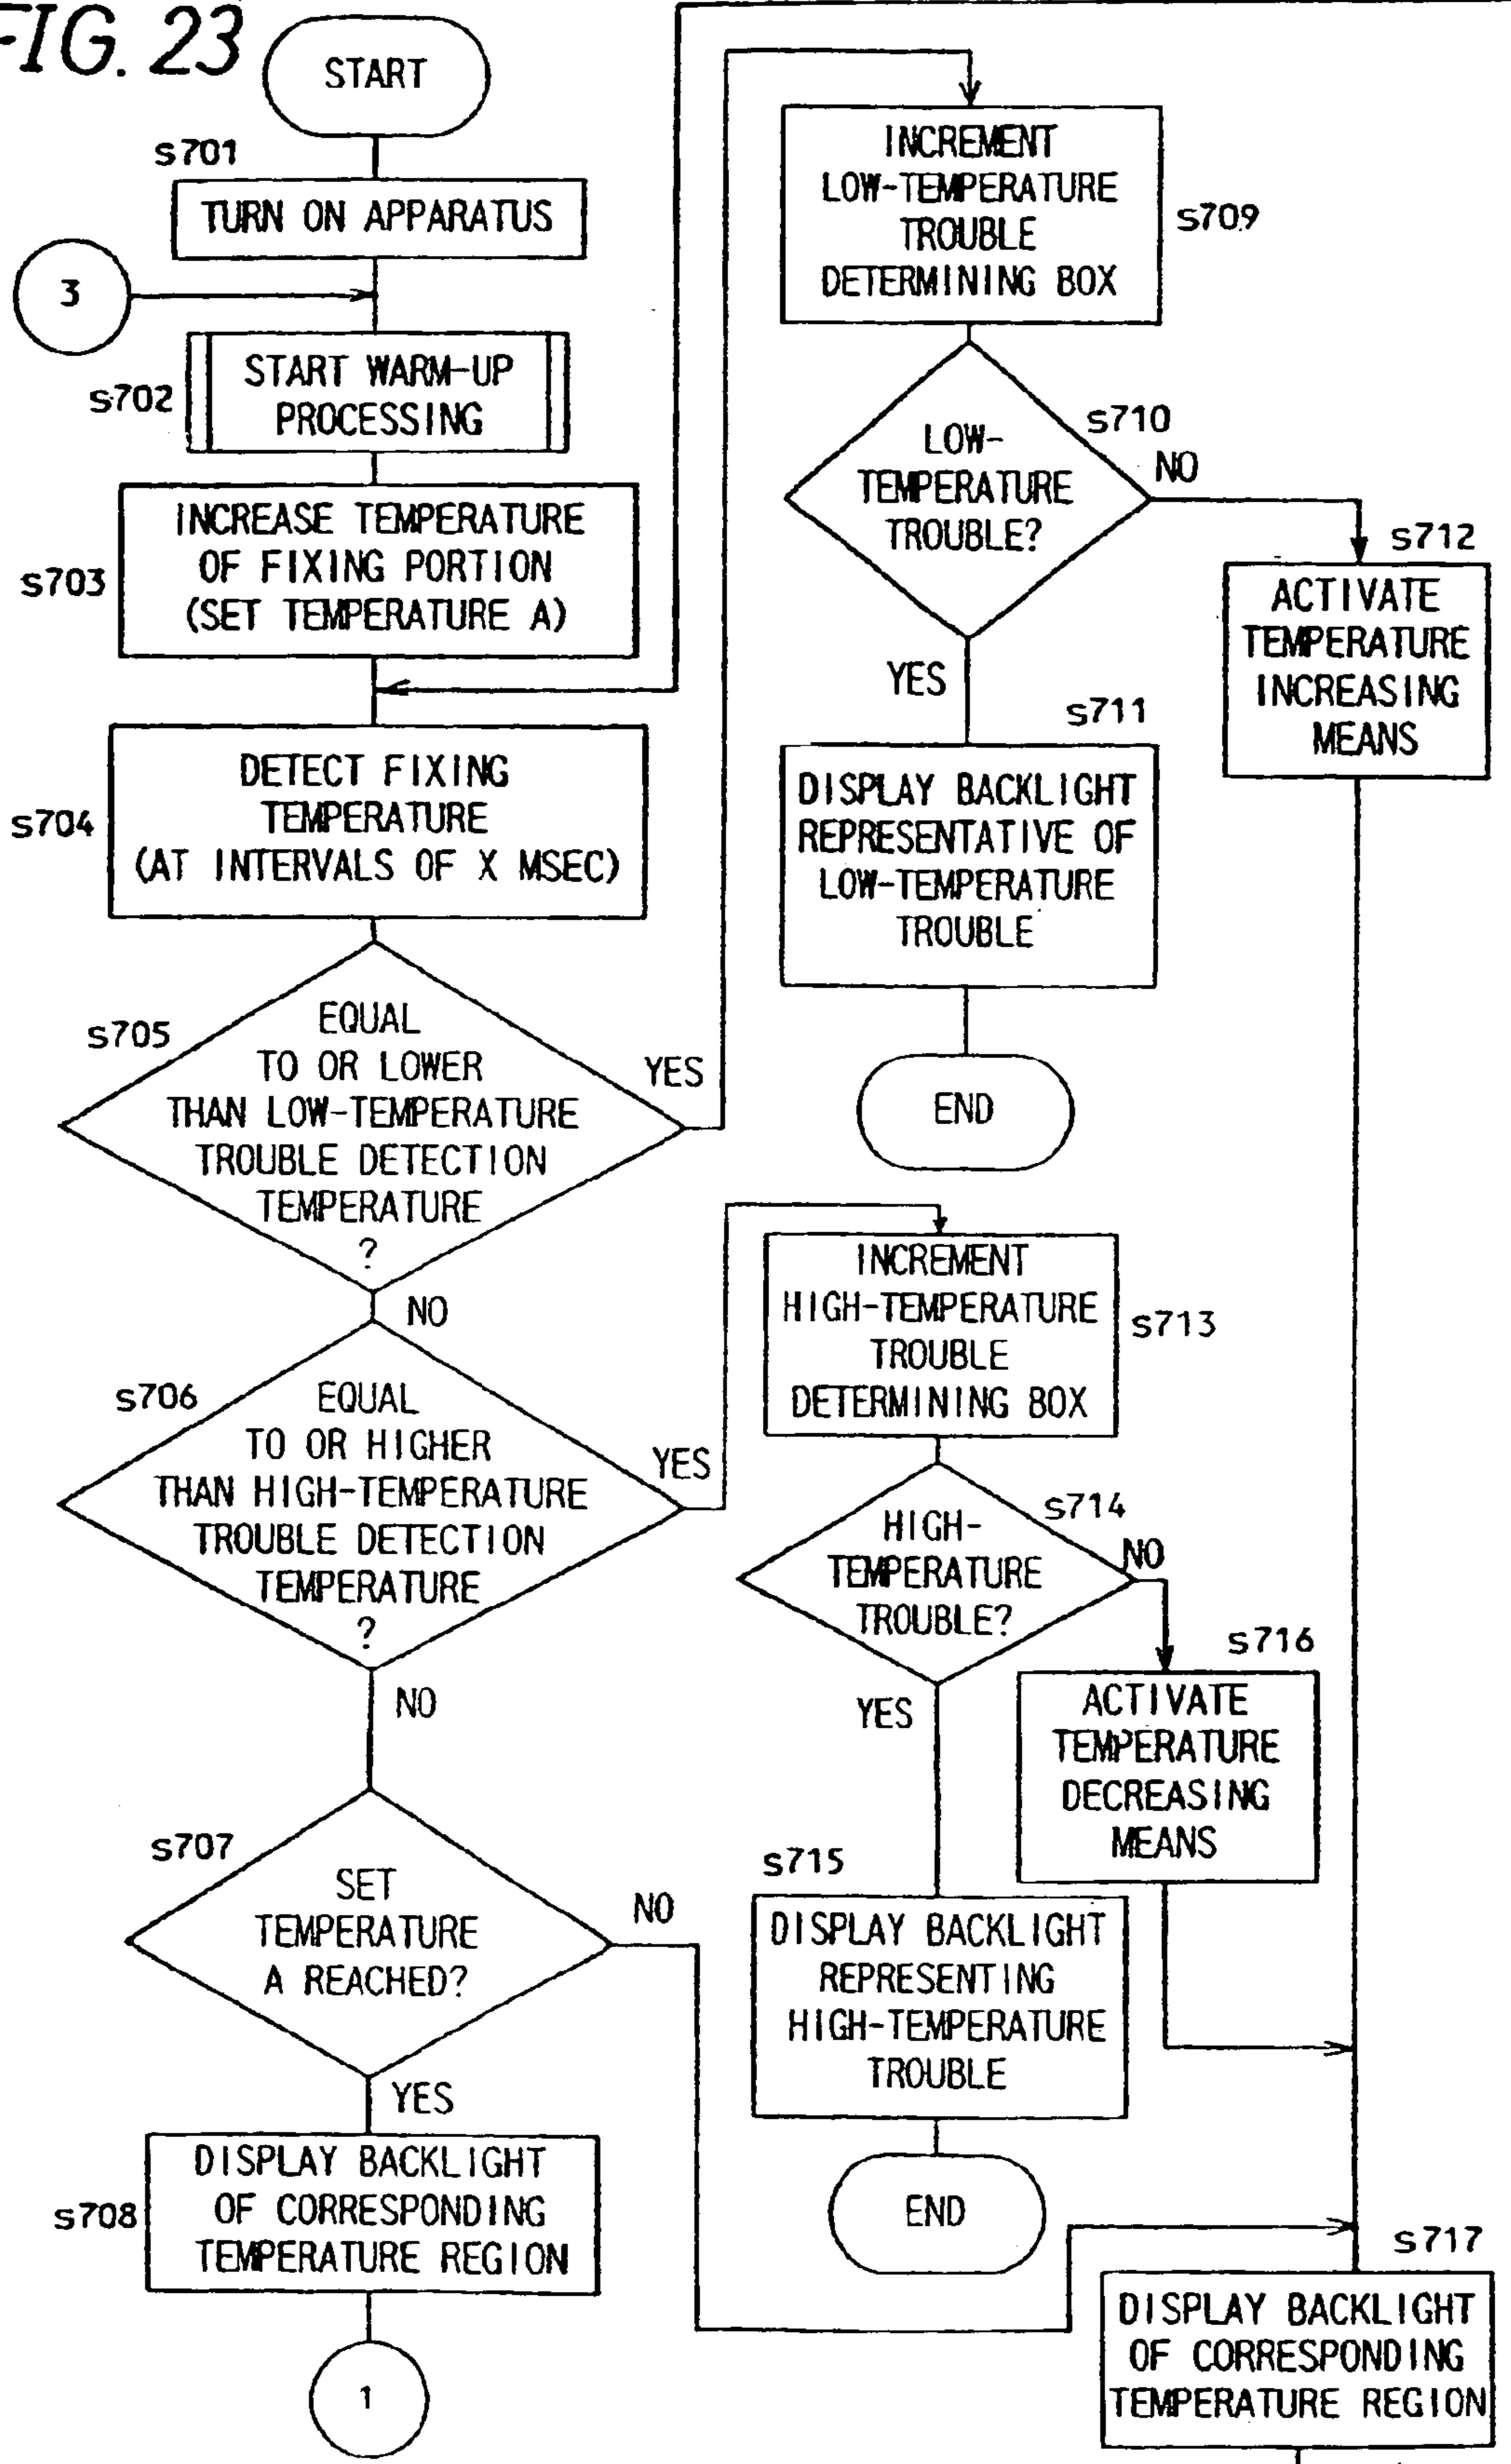 FIG. 23
START
s701
TURN ON APPARATUS
3
s702
START WARM-UP
PROCESSING
s703
INCREASE TEMPERATURE
OF FIXING PORTION
(SET TEMPERATURE A)
s704
DETECT FIXING
TEMPERATURE
(AT INTERVALS OF X MSEC)
s705
EQUAL
TO OR LOWER
THAN LOW-TEMPERATURE
TROUBLE DETECTION
TEMPERATURE
?
YES
NO
s706
EQUAL
TO OR HIGHER
THAN HIGH-TEMPERATURE
TROUBLE DETECTION
TEMPERATURE
?
YES
NO
s707
SET
TEMPERATURE
A REACHED?
NO
YES
s708
DISPLAY BACKLIGHT
OF CORRESPONDING
TEMPERATURE REGION
1
INCREMENT
LOW-TEMPERATURE
TROUBLE
DETERMINING BOX
s709
s710
LOW-
TEMPERATURE
TROUBLE?
NO
YES
s711
DISPLAY BACKLIGHT
REPRESENTATIVE OF
LOW-TEMPERATURE
TROUBLE
END
s712
ACTIVATE
TEMPERATURE
INCREASING
MEANS
INCREMENT
HIGH-TEMPERATURE
TROUBLE
DETERMINING BOX
s713
s714
HIGH-
TEMPERATURE
TROUBLE?
NO
YES
s715
DISPLAY BACKLIGHT
REPRESENTING
HIGH-TEMPERATURE
TROUBLE
END
s716
ACTIVATE
TEMPERATURE
DECREASING
MEANS
s717
DISPLAY BACKLIGHT
OF CORRESPONDING
TEMPERATURE REGION